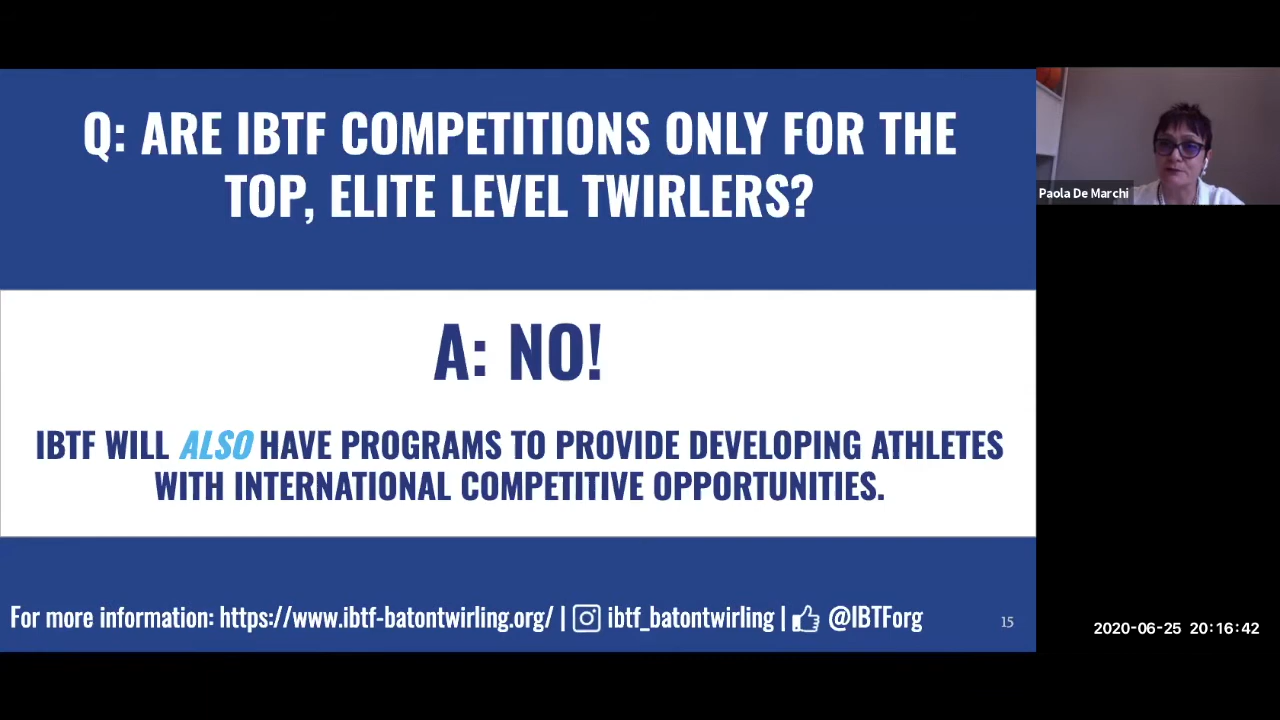 Q: ARE IBTF COMPETITIONS ONLY FOR THE
TOP, ELITE LEVEL TWIRLERS?
Paola De Marchi
A: NO!
IBTF WILL ALSO HAVE PROGRAMS TO PROVIDE DEVELOPING ATHLETES
WITH INTERNATIONAL COMPETITIVE OPPORTUNITIES.
For more information: https://www.ibtf-batontwirling.org/ | ibtf_batontwirling | @IBTForg
15
2020-06-25 20:16:42